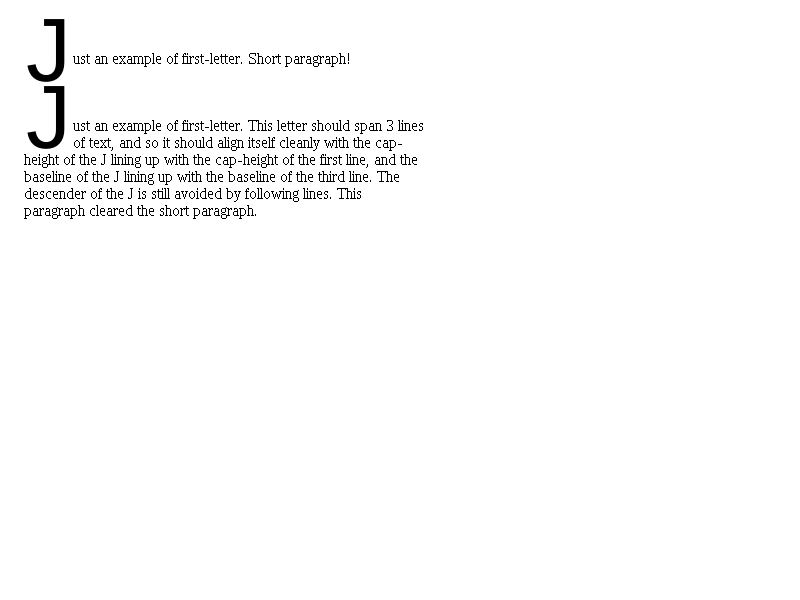 Just an example of first-letter. Short paragraph!
Just an example of first-letter. This letter should span 3 lines
of text, and so it should align itself cleanly with the cap-
height of the J lining up with the cap-height of the first line, and the
baseline of the J lining up with the baseline of the third line. The
descender of the J is still avoided by following lines. This
paragraph cleared the short paragraph.